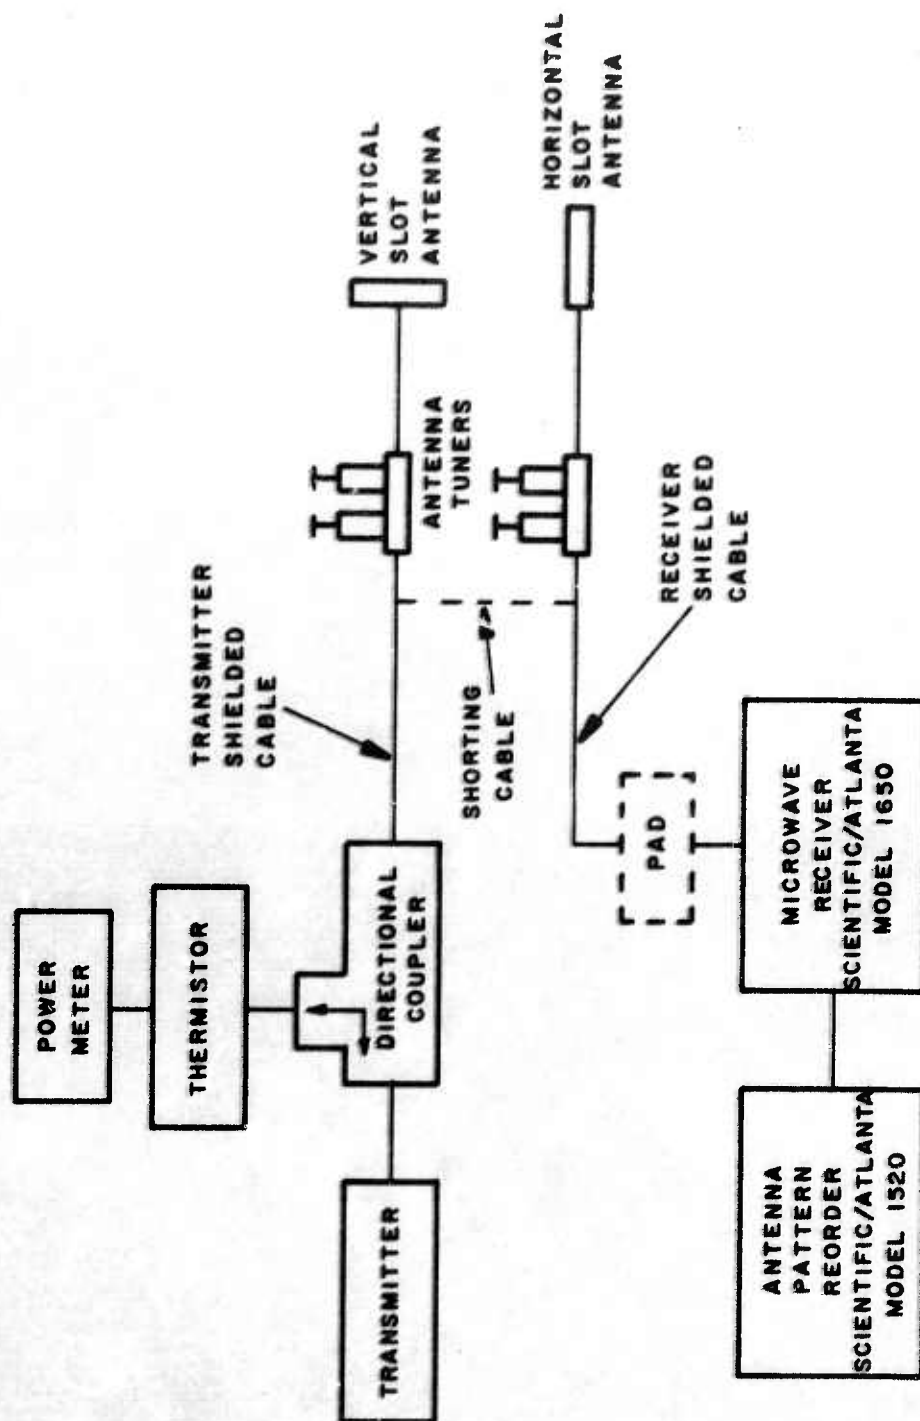 POWER
METER
THERMISTOR
TRANSMITTER
DIRECTIONAL
COUPLER
TRANSMITTER
SHIELDED
CABLE
ANTENNA
TUNERS
VERTICAL
SLOT
ANTENNA
SHORTING
CABLE
HORIZONTAL
SLOT
ANTENNA
RECEIVER
SHIELDED
CABLE
PAD
ANTENNA
PATTERN
REORDER
SCIENTIFIC/ATLANTA
MODEL 1520
MICROWAVE
RECEIVER
SCIENTIFIC/ATLANTA
MODEL 1650